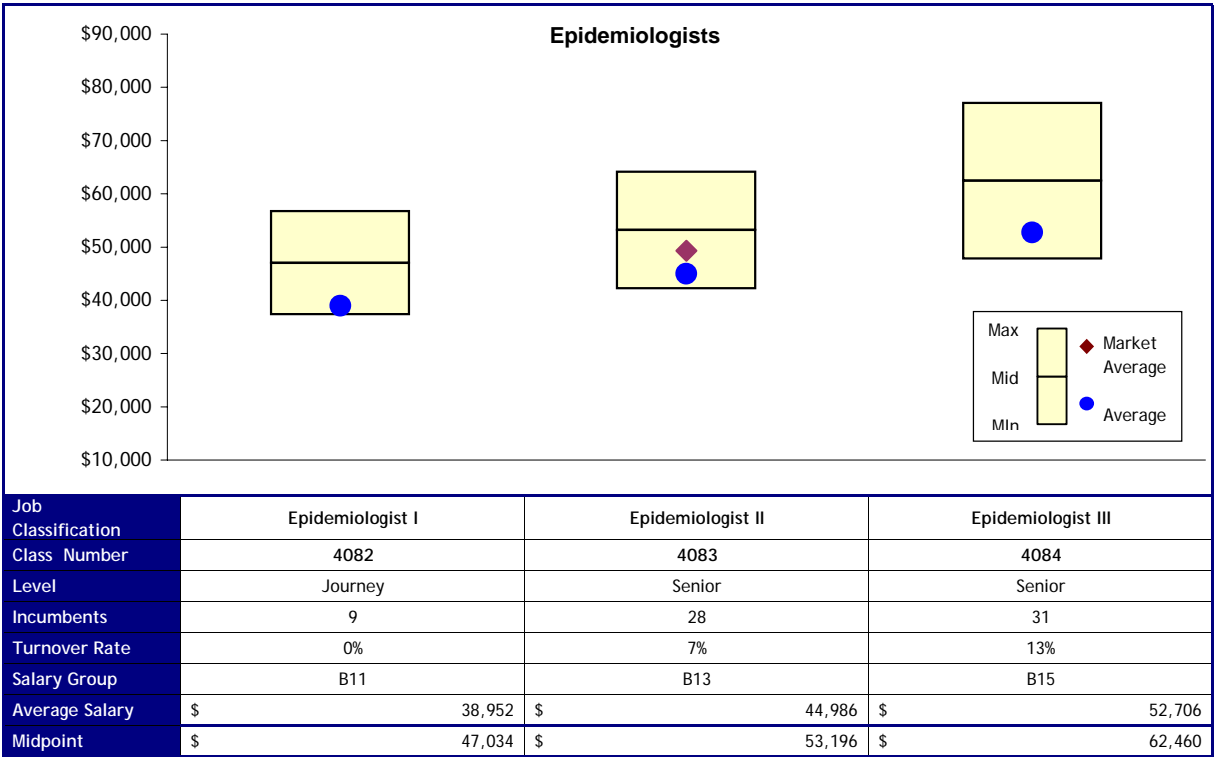 Epidemiologists
$90,000
$80,000
$70,000
$60,000
$50,000
$40,000
$30,000
$20,000
$10,000
Max
Mid
MIn
Market
Average
Average
Job
Classification Epidemiologist I Epidemiologist II Epidemiologist III
Class Number 4082 4083 4084
Level Journey Senior Senior
Incumbents 9 28 31
Turnover Rate 0% 7% 13%
Salary Group B11 B13 B15
Average Salary $ 38,952 $ 44,986 $ 52,706
Midpoint $ 47,034 $ 53,196 $ 62,460